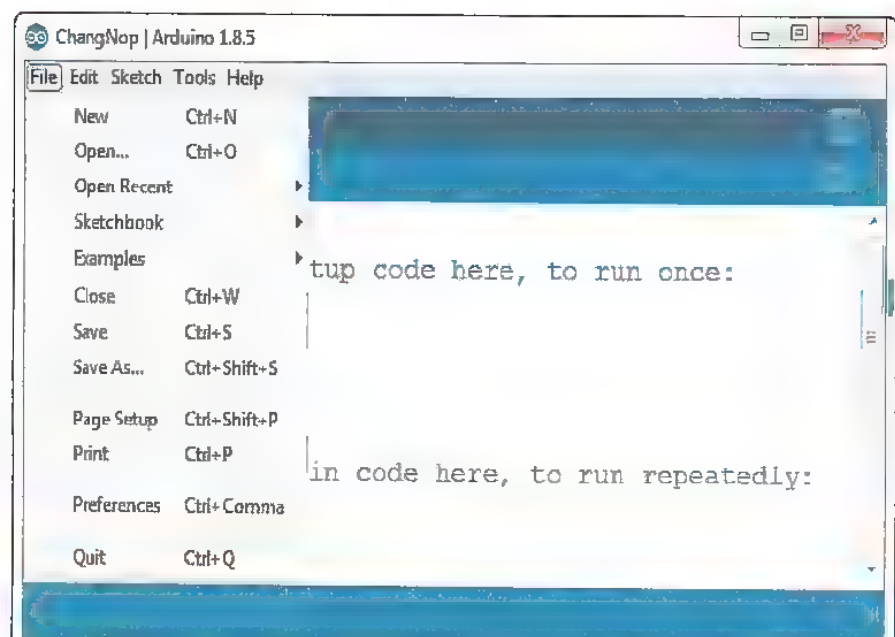 ChangNop | Arduino 1.8.5
File Edit Sketch Tools Help
New Ctrl+N
Open... Ctrl+O
Open Recent
Sketchbook
Examples
tup code here, to run once:
Close Ctrl+W
Save Ctrl+S
Save As... Ctrl+Shift+S
Page Setup Ctrl+Shift+P
Print Ctrl+P
in code here, to run repeatedly:
Preferences Ctrl+Comma
Quit Ctrl+Q